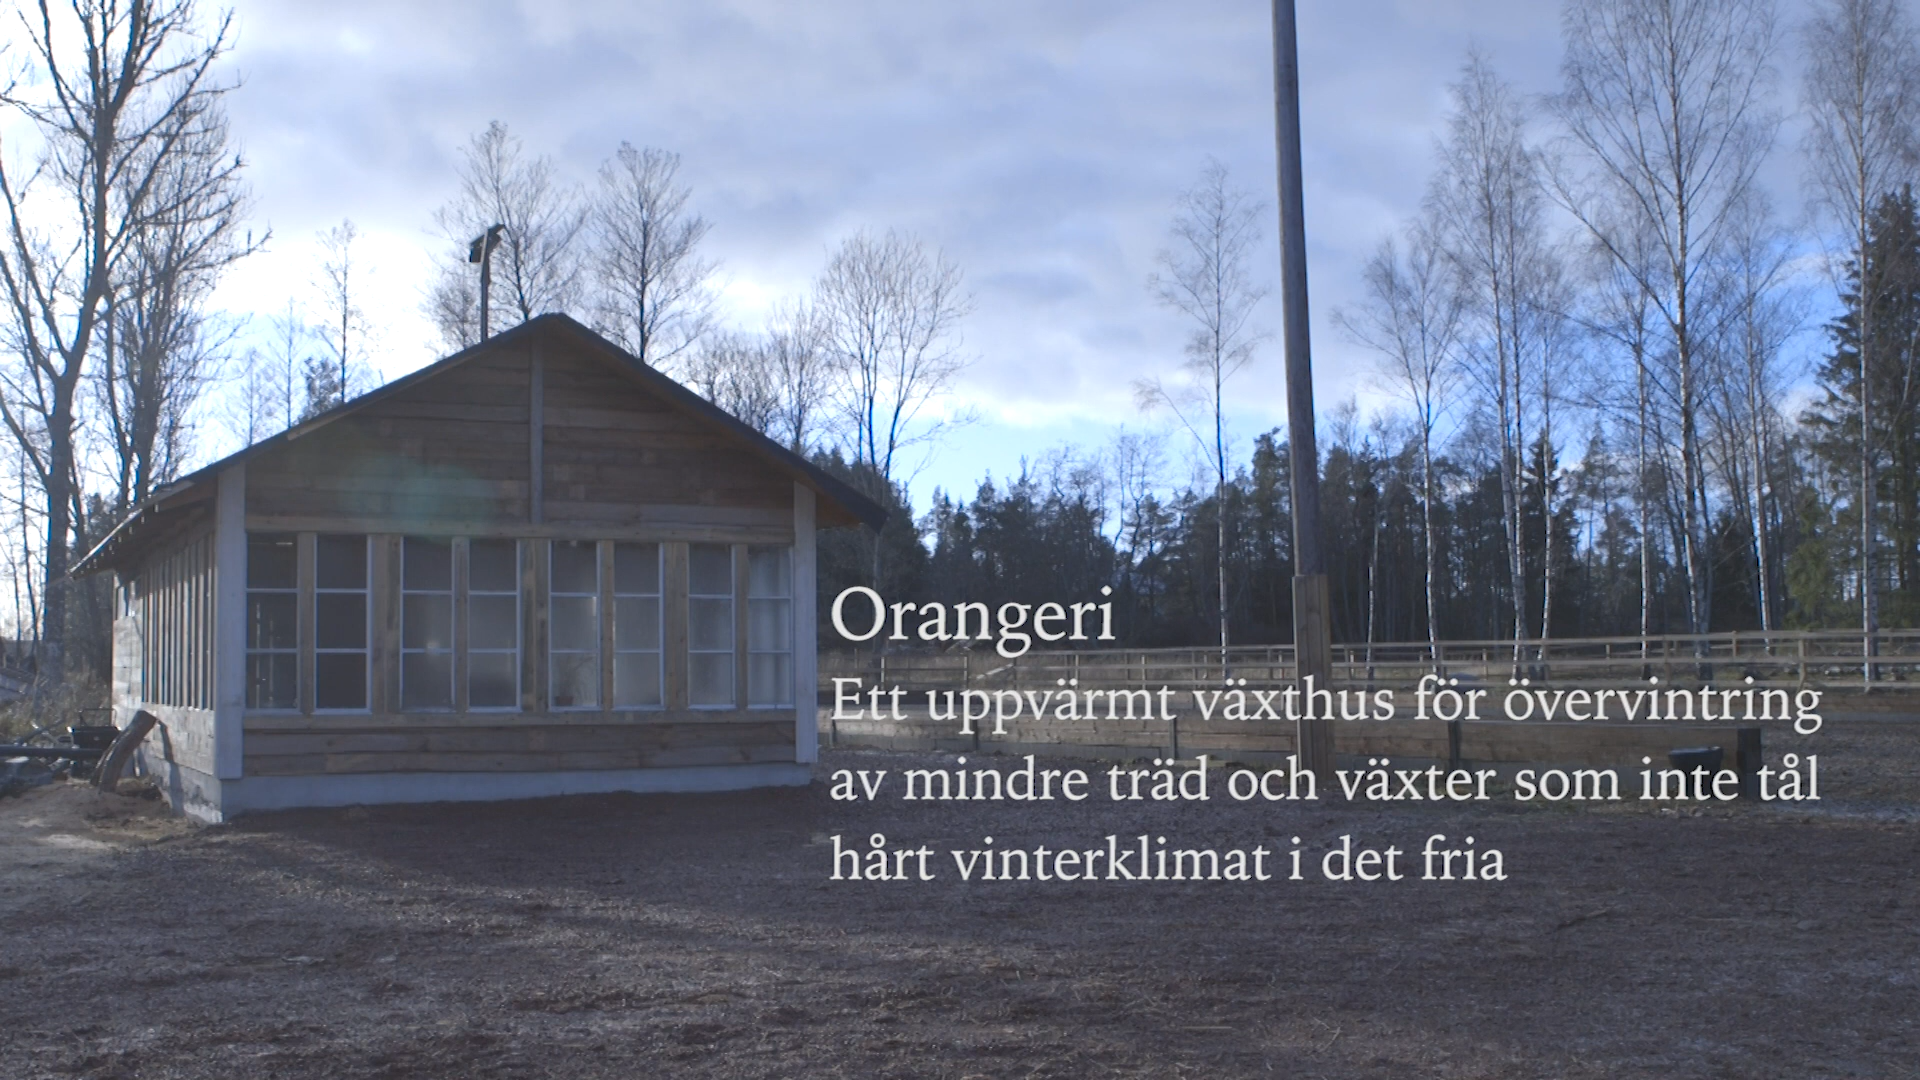 Orangeri
Ett uppvärmt växthus för övervintring
av mindre träd och växter som inte tål
hårt vinterklimat i det fria